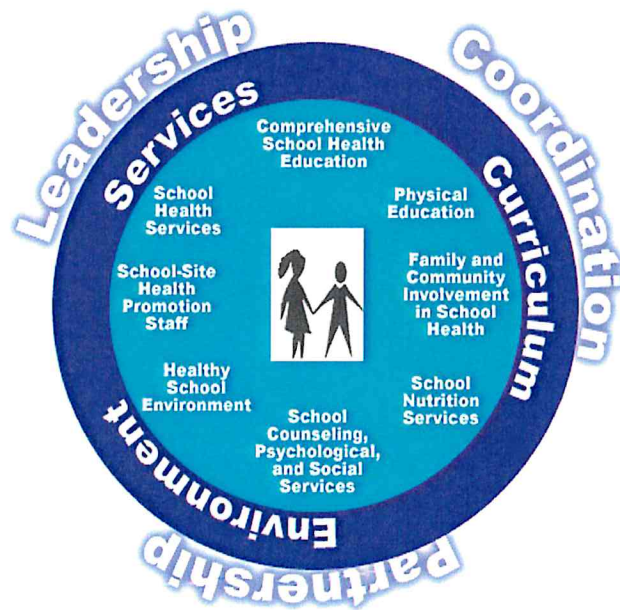 Leadership
Coordination
Partnership
Services
Curriculum
Environment
Comprehensive
School Health
Education
Physical
Education
Family and
Community
Involvement
in School
Health
School
Nutrition
Services
School
Counseling,
Psychological,
and Social
Services
Healthy
School
Environment
School-Site
Health
Promotion
Staff
School
Health
Services